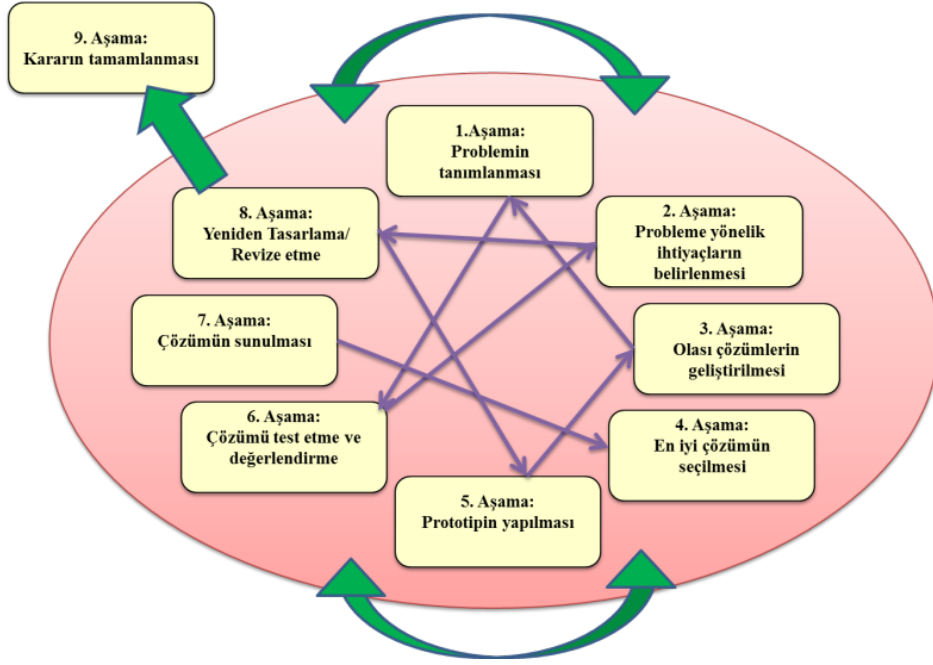 9. Aşama:
Kararın tamamlanması
1.Aşama:
Problemin
tanımlanması
2. Aşama:
Probleme yönelik
ihtiyaçların
belirlenmesi
3. Aşama:
Olası çözümlerin
geliştirilmesi
4. Aşama:
En iyi çözümün
seçilmesi
5. Aşama:
Prototipin yapılması
6. Aşama:
Çözümü test etme ve
değerlendirme
7. Aşama:
Çözümün sunulması
8. Aşama:
Yeniden Tasarlama/
Revize etme